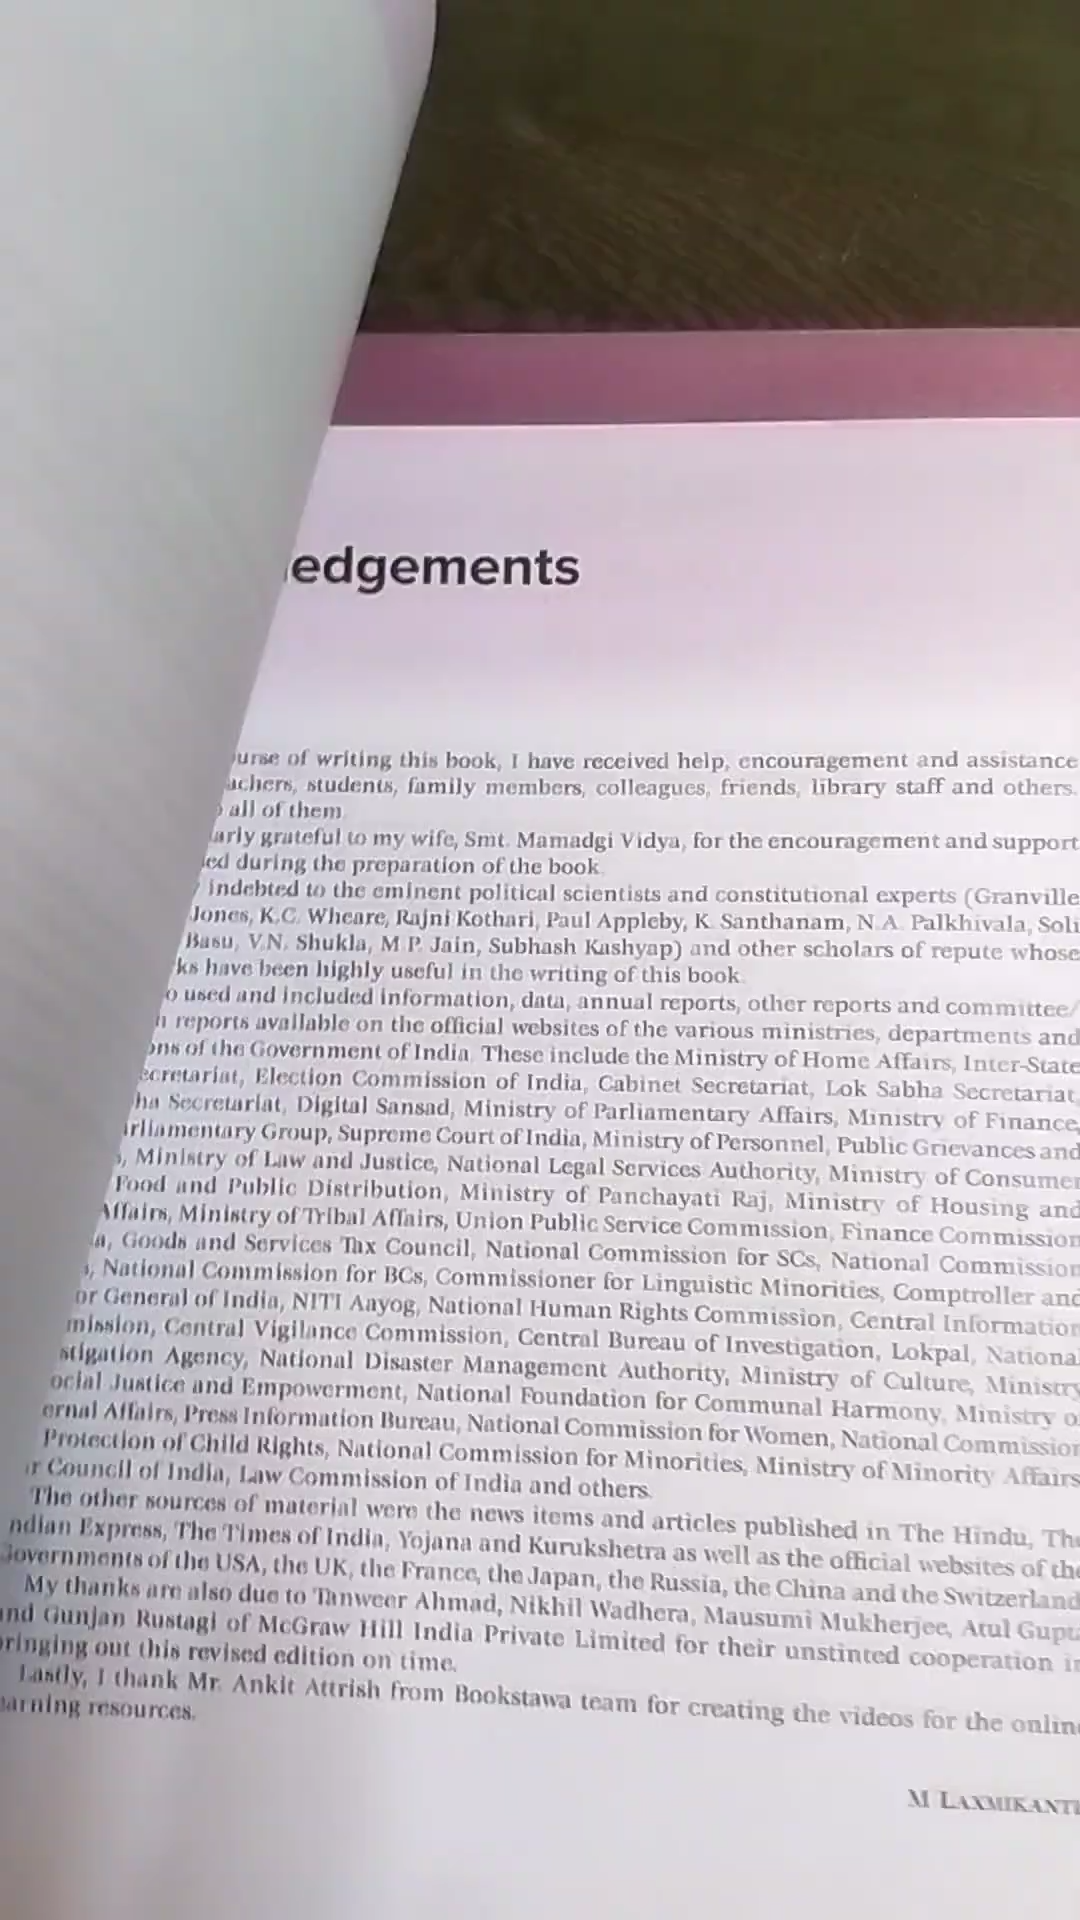 edgements
urse of writing this book, I have received help, encouragement and assistance
achers, students, family members, colleagues, friends, library staff and others.
all of them.
arly grateful to my wife, Smt. Mamadgi Vidya, for the encouragement and support
ed during the preparation of the book.
indebted to the eminent political scientists and constitutional experts (Granville
Jones, K.C. Wheare, Rajni Kothari, Paul Appleby, K. Santhanam, N.A. Palkhivala, Soli
Basu, V.N. Shukla, M.P. Jain, Subhash Kashyap) and other scholars of repute whose
ks have been highly useful in the writing of this book.
o used and included information, data, annual reports, other reports and committee/
n reports available on the official websites of the various ministries, departments and
ons of the Government of India. These include the Ministry of Home Affairs, Inter-State
ecretariat, Election Commission of India, Cabinet Secretariat, Lok Sabha Secretariat,
ha Secretariat, Digital Sansad, Ministry of Parliamentary Affairs, Ministry of Finance,
arliamentary Group, Supreme Court of India, Ministry of Personnel, Public Grievances and
s, Ministry of Law and Justice, National Legal Services Authority, Ministry of Consumer
Food and Public Distribution, Ministry of Panchayati Raj, Ministry of Housing and
Affairs, Ministry of Tribal Affairs, Union Public Service Commission, Finance Commission
a, Goods and Services Tax Council, National Commission for SCs, National Commission
s, National Commission for BCs, Commissioner for Linguistic Minorities, Comptroller and
or General of India, NITI Aayog, National Human Rights Commission, Central Information
mission, Central Vigilance Commission, Central Bureau of Investigation, Lokpal, National
stigation Agency, National Disaster Management Authority, Ministry of Culture, Ministry
ocial Justice and Empowerment, National Foundation for Communal Harmony, Ministry o
ernal Affairs, Press Information Bureau, National Commission for Women, National Commission
Protection of Child Rights, National Commission for Minorities, Ministry of Minority Affairs
r Council of India, Law Commission of India and others.
The other sources of material were the news items and articles published in The Hindu, The
ndian Express, The Times of India, Yojana and Kurukshetra as well as the official websites of the
Governments of the USA, the UK, the France, the Japan, the Russia, the China and the Switzerland
My thanks are also due to Tanweer Ahmad, Nikhil Wadhera, Mausumi Mukherjee, Atul Gupta
and Gunjan Rustagi of McGraw Hill India Private Limited for their unstinted cooperation in
bringing out this revised edition on time.
Lastly, I thank Mr. Ankit Attrish from Bookstawa team for creating the videos for the online
earning resources.
M LAXMIKANTH